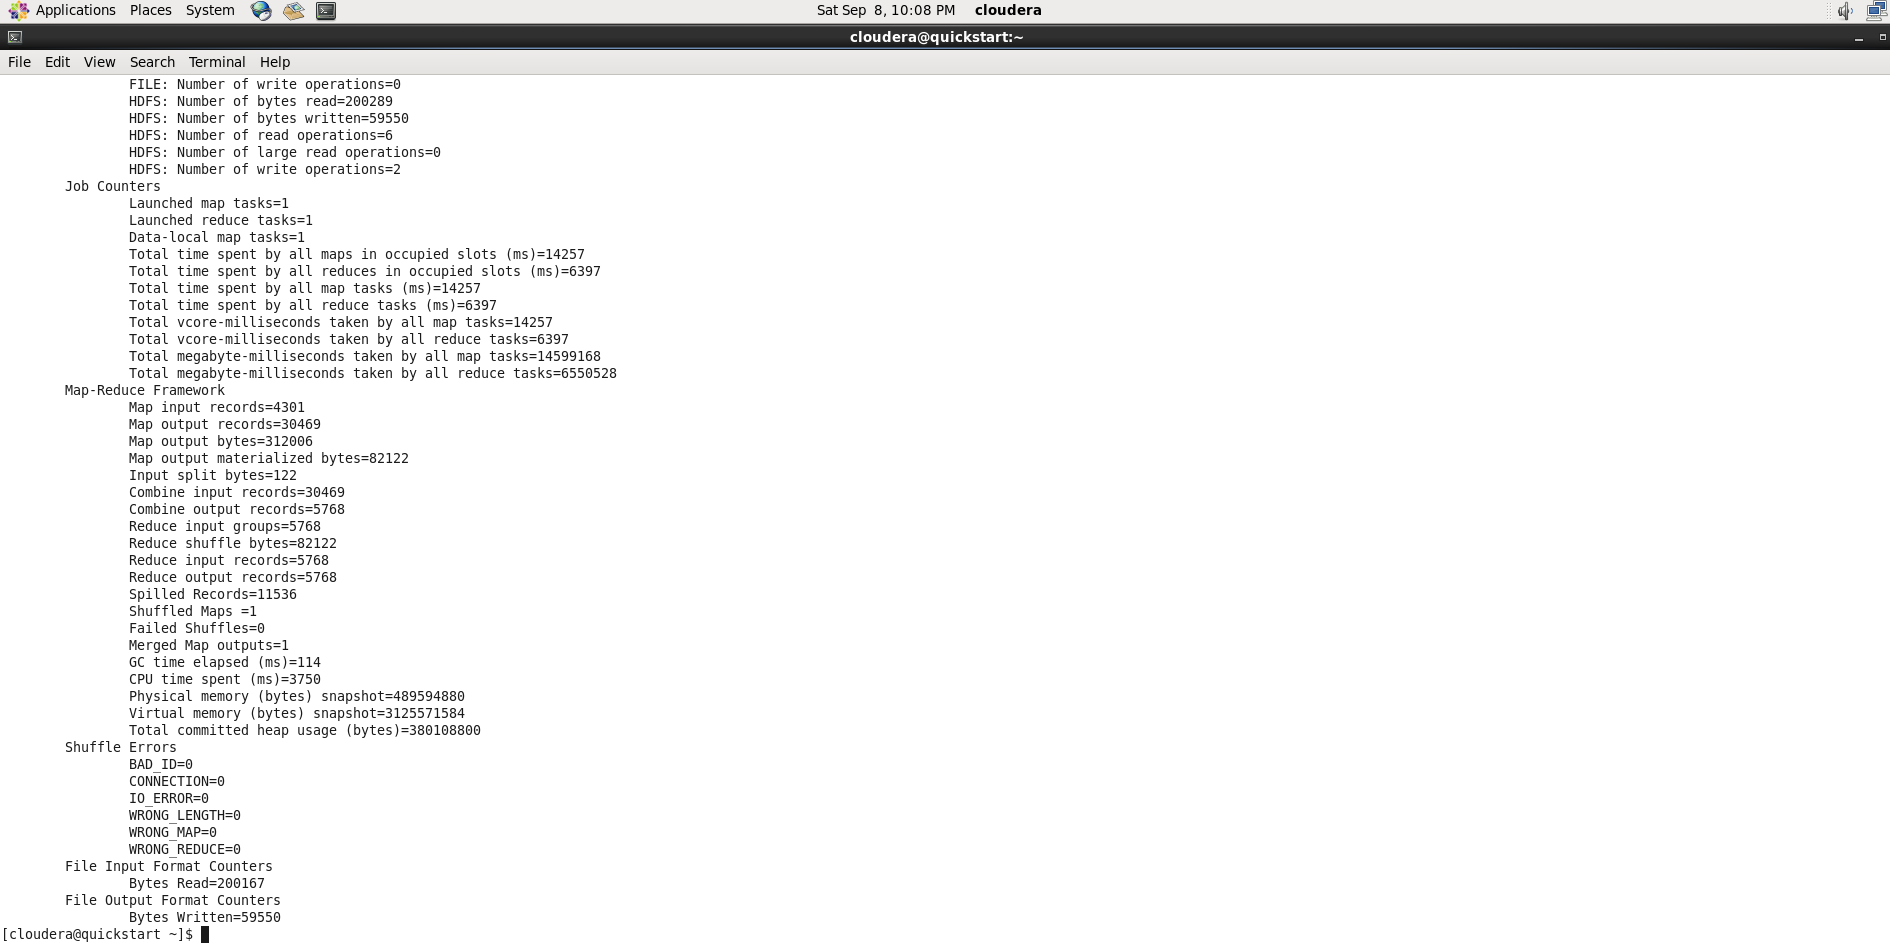 Applications Places System Sat Sep 8, 10:08 PM cloudera
cloudera@quickstart:~
File Edit View Search Terminal Help
FILE: Number of write operations=0
HDFS: Number of bytes read=200289
HDFS: Number of bytes written=59550
HDFS: Number of read operations=6
HDFS: Number of large read operations=0
HDFS: Number of write operations=2
Job Counters
Launched map tasks=1
Launched reduce tasks=1
Data-local map tasks=1
Total time spent by all maps in occupied slots (ms)=14257
Total time spent by all reduces in occupied slots (ms)=6397
Total time spent by all map tasks (ms)=14257
Total time spent by all reduce tasks (ms)=6397
Total vcore-milliseconds taken by all map tasks=14257
Total vcore-milliseconds taken by all reduce tasks=6397
Total megabyte-milliseconds taken by all map tasks=14599168
Total megabyte-milliseconds taken by all reduce tasks=6550528
Map-Reduce Framework
Map input records=4301
Map output records=30469
Map output bytes=312006
Map output materialized bytes=82122
Input split bytes=122
Combine input records=30469
Combine output records=5768
Reduce input groups=5768
Reduce shuffle bytes=82122
Reduce input records=5768
Reduce output records=5768
Spilled Records=11536
Shuffled Maps =1
Failed Shuffles=0
Merged Map outputs=1
GC time elapsed (ms)=114
CPU time spent (ms)=3750
Physical memory (bytes) snapshot=489594880
Virtual memory (bytes) snapshot=3125571584
Total committed heap usage (bytes)=380108800
Shuffle Errors
BAD_ID=0
CONNECTION=0
IO_ERROR=0
WRONG_LENGTH=0
WRONG_MAP=0
WRONG_REDUCE=0
File Input Format Counters
Bytes Read=200167
File Output Format Counters
Bytes Written=59550
[cloudera@quickstart ~]$